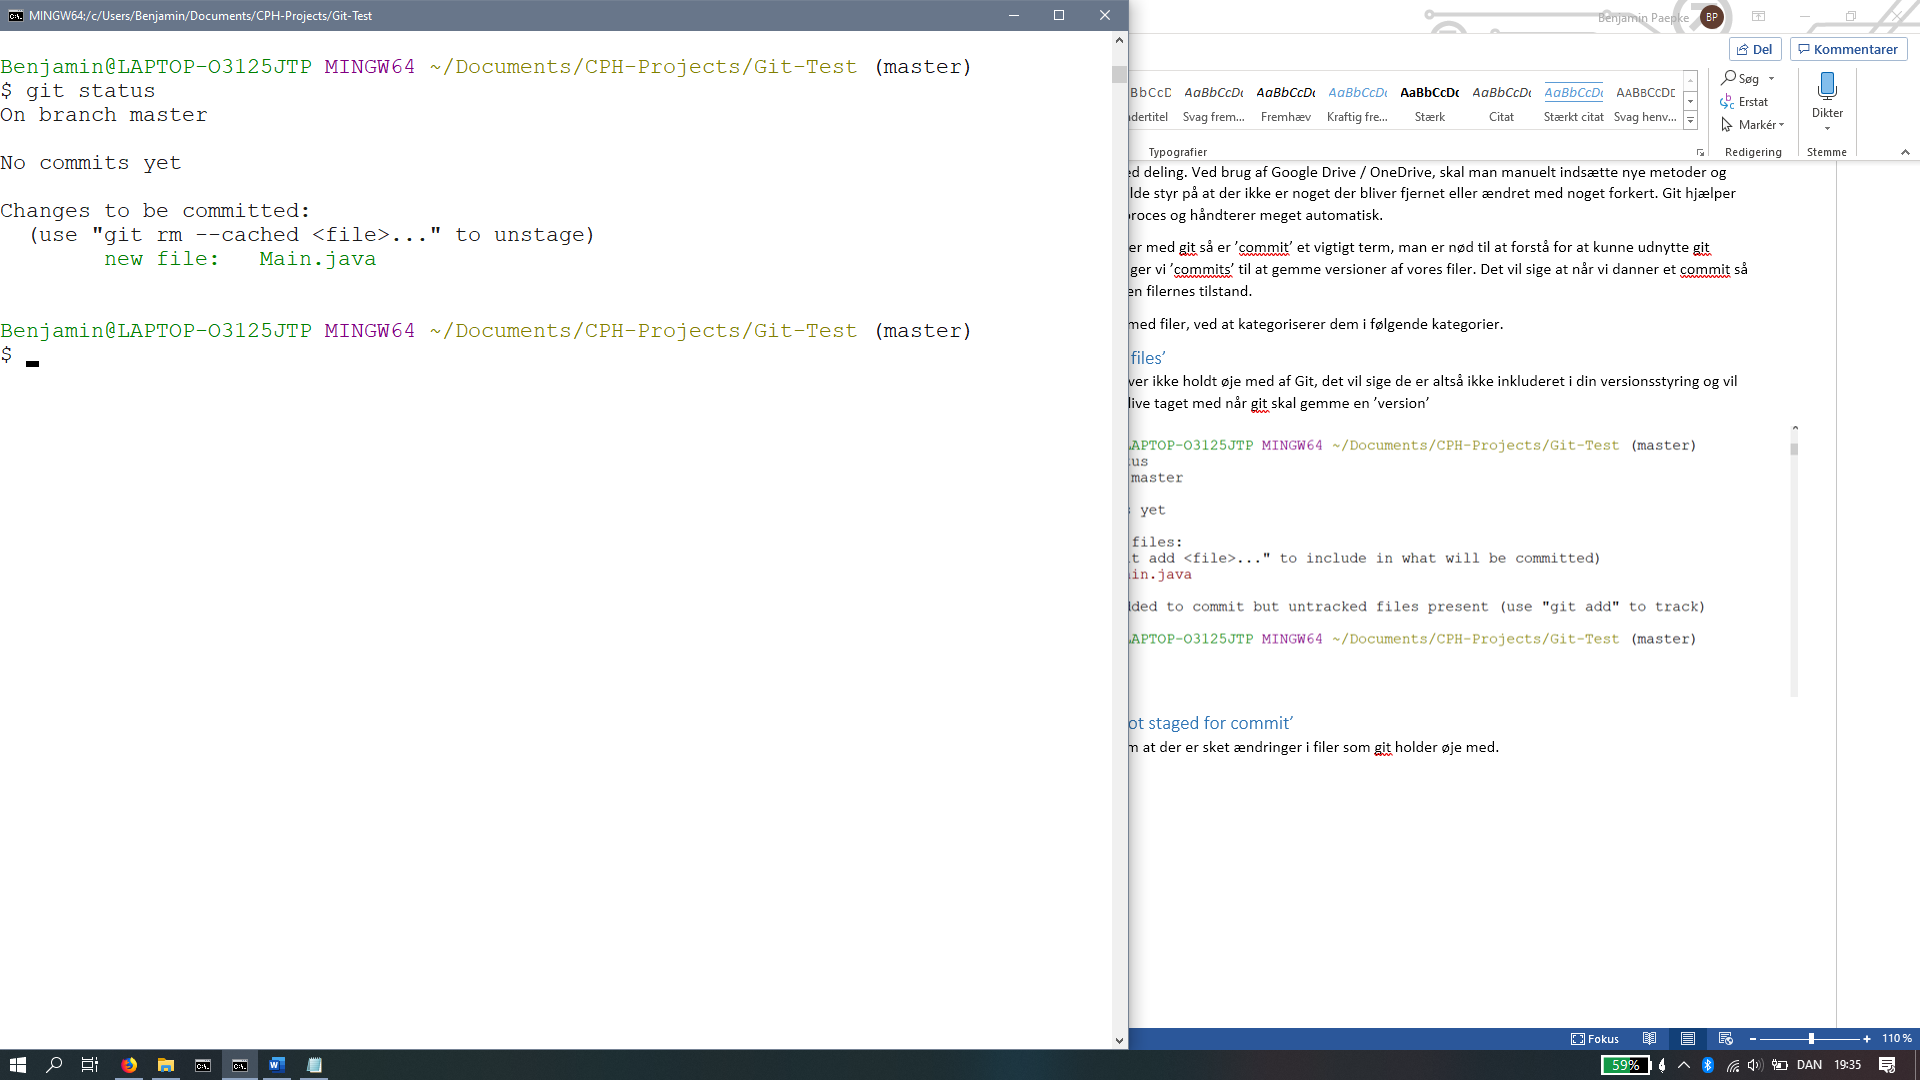 MINGW64:/c/Users/Benjamin/Documents/CPH-Projects/Git-Test
Benjamin@LAPTOP-O3125JTP MINGW64 ~/Documents/CPH-Projects/Git-Test (master)
$ git status
On branch master
No commits yet
Changes to be committed:
(use "git rm --cached <file>..." to unstage)
new file:   Main.java
Benjamin@LAPTOP-O3125JTP MINGW64 ~/Documents/CPH-Projects/Git-Test (master)
$
Benjamin Paepke BP
Del Kommentarer
BbCcD AaBbCcDc AaBbCcDc AaBbCcDc AaBbCcDc AaBbCcDc AaBbCcDc AABBCCDE
dertitel Svag frem... Fremhæv Kraftig fre... Stærk Citat Stærkt citat Svag henv...
Typografier
Søg
Erstat
Markér
Redigering
Dikter
Stemme
ed deling. Ved brug af Google Drive / OneDrive, skal man manuelt indsætte nye metoder og
lde styr på at der ikke er noget der bliver fjernet eller ændret med noget forkert. Git hjælper
proces og håndterer meget automatisk.
er med git så er ’commit’ et vigtigt term, man er nød til at forstå for at kunne udnytte git
ger vi ’commits’ til at gemme versioner af vores filer. Det vil sige at når vi danner et commit så
en filernes tilstand.
med filer, ved at kategoriserer dem i følgende kategorier.
files’
ver ikke holdt øje med af Git, det vil sige de er altså ikke inkluderet i din versionsstyring og vil
live taget med når git skal gemme en ’version’
LAPTOP-O3125JTP MINGW64 ~/Documents/CPH-Projects/Git-Test (master)
tus
master
s yet
files:
t add <file>..." to include in what will be committed)
ain.java
dded to commit but untracked files present (use "git add" to track)
LAPTOP-O3125JTP MINGW64 ~/Documents/CPH-Projects/Git-Test (master)
ot staged for commit’
m at der er sket ændringer i filer som git holder øje med.
Fokus 110 %
59% DAN 19:35